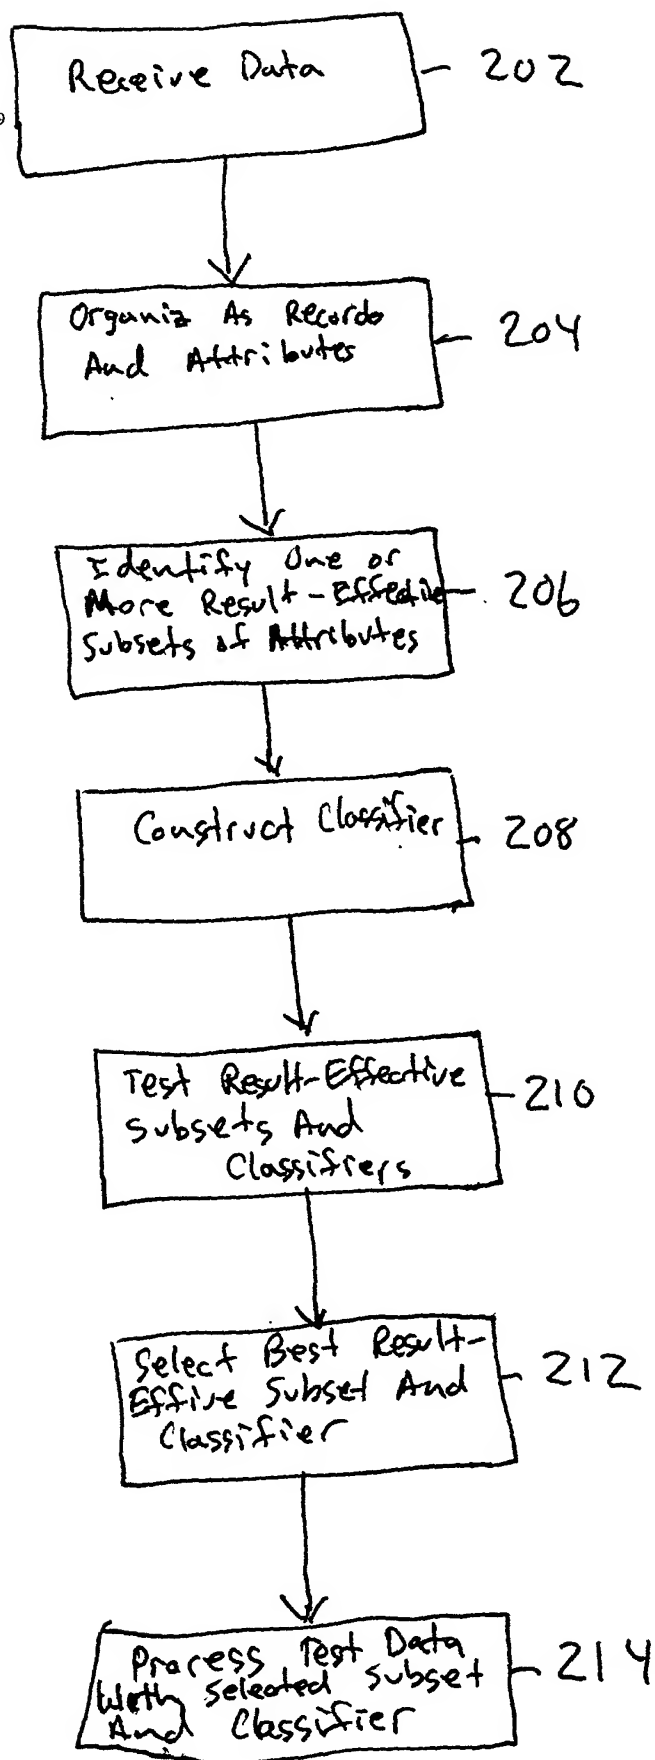 Receive Data
202
Organiz As Records
And Attributes
204
Identify One or
More Result-Effective
Subsets of Attributes
206
Construct Classifier
208
Test Result-Effective
Subsets And
Classifiers
210
Select Best Result-
Effive Subset And
Classifier
212
Process Test Data
With Selected Subset
And Classifier
214